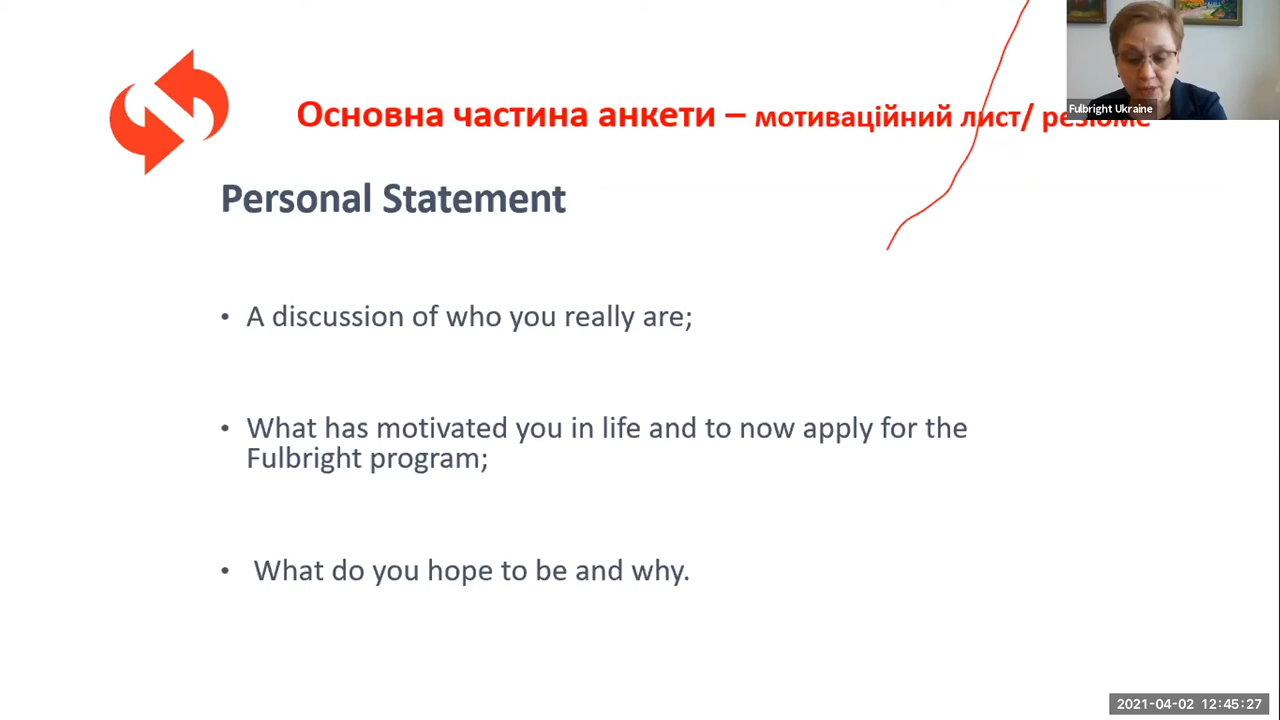 Основна частина анкети – мотиваційний лист/ резюме
Fulbright Ukraine
Personal Statement
• A discussion of who you really are;
• What has motivated you in life and to now apply for the
Fulbright program;
• What do you hope to be and why.
2021-04-02 12:45:27